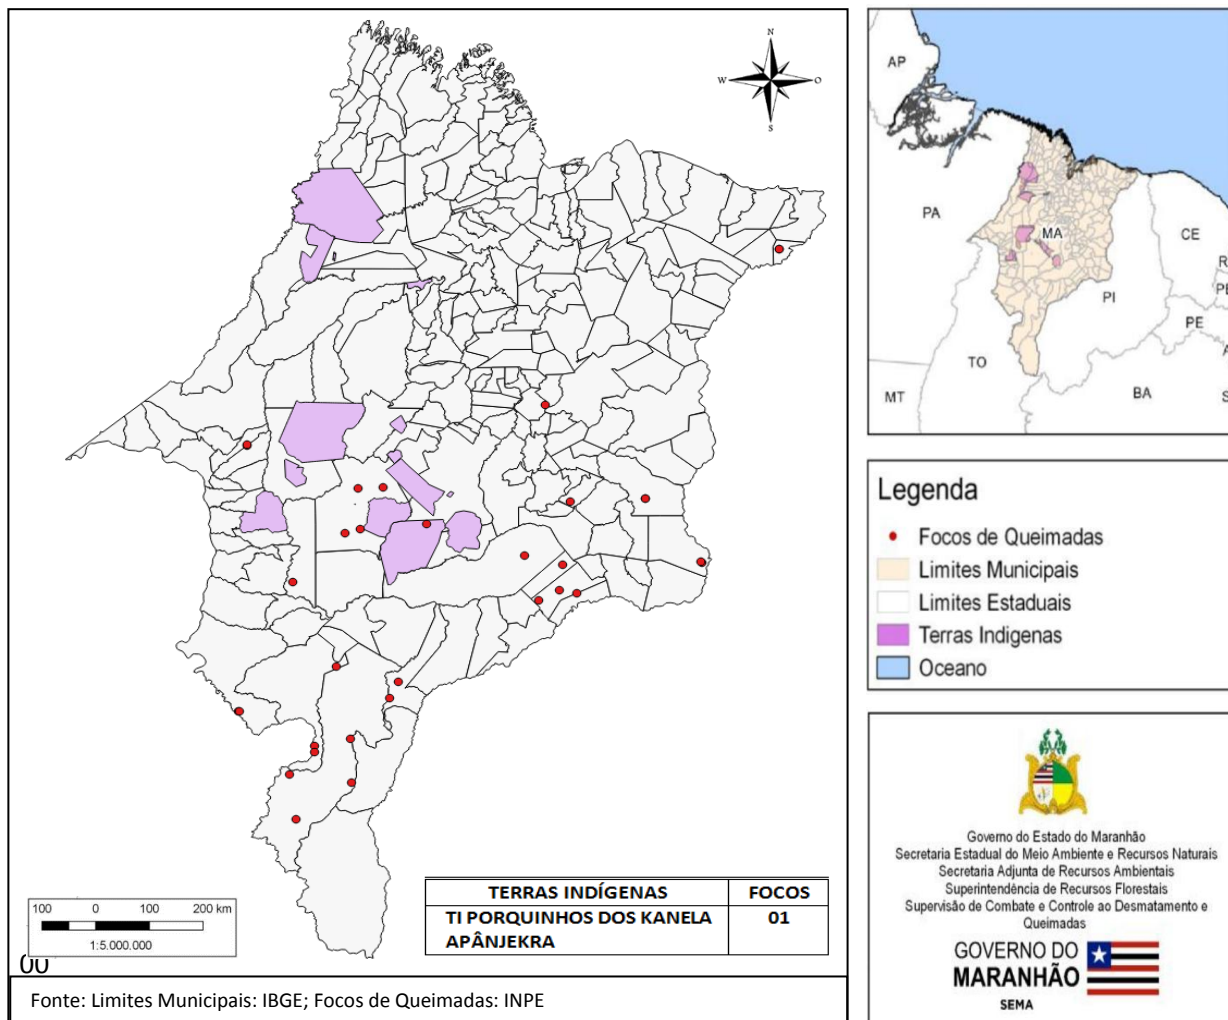 N
W
O
S
TERRAS INDÍGENAS FOCOS
TI PORQUINHOS DOS KANELA 01
APÂNJEKRA
100 0 100 200 km
1:5.000.000
00
Fonte: Limites Municipais: IBGE; Focos de Queimadas: INPE
AP
PA
MA
CE
R
PI
PE
TO
MT
BA
Legenda
Focos de Queimadas
Limites Municipais
Limites Estaduais
Terras Indigenas
Oceano
Governo do Estado do Maranhão
Secretaria Estadual do Meio Ambiente e Recursos Naturais
Secretaria Adjunta de Recursos Ambientais
Superintendência de Recursos Florestais
Supervisão de Combate e Controle ao Desmatamento e
Queimadas
GOVERNO DO
MARANHÃO
SEMA